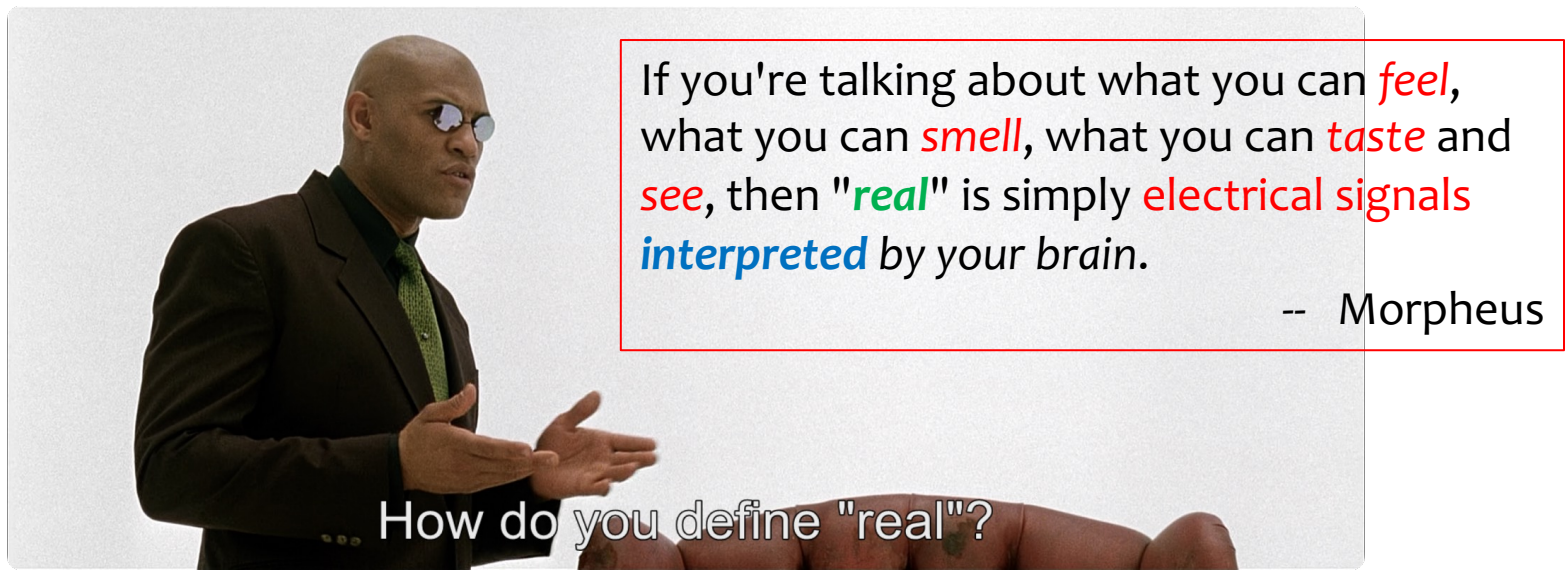 If you're talking about what you can feel,
what you can smell, what you can taste and
see, then "real" is simply electrical signals
interpreted by your brain.
-- Morpheus
How do you define "real"?